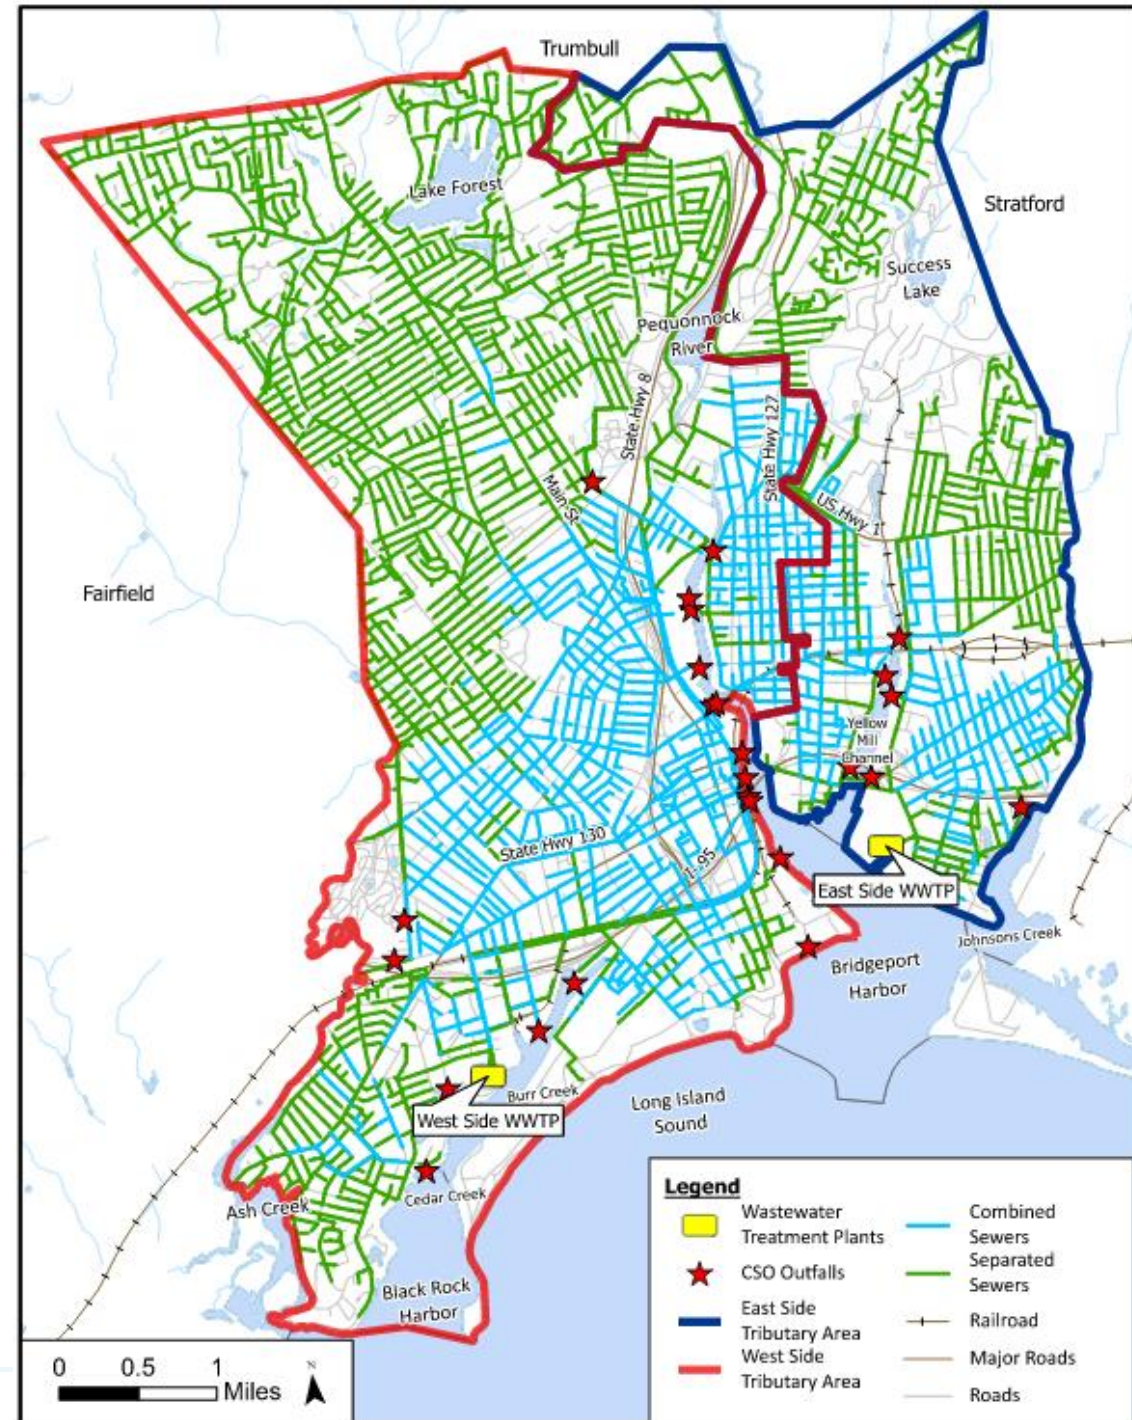 Trumbull
Lake Forest
Stratford
Success
Lake
Pequonnock
River
State Hwy 8
State Hwy 127
Main St
US Hwy 1
Fairfield
Yellow
Mill
Channel
State Hwy 130
I-95
East Side WWTP
Johnsons Creek
Bridgeport
Harbor
Burr Creek
West Side WWTP
Long Island
Sound
Cedar Creek
Ash Creek
Black Rock
Harbor
Legend
Wastewater
Treatment Plants
CSO Outfalls
East Side
Tributary Area
West Side
Tributary Area
Combined
Sewers
Separated
Sewers
Railroad
Major Roads
Roads
0 0.5 1
Miles
N